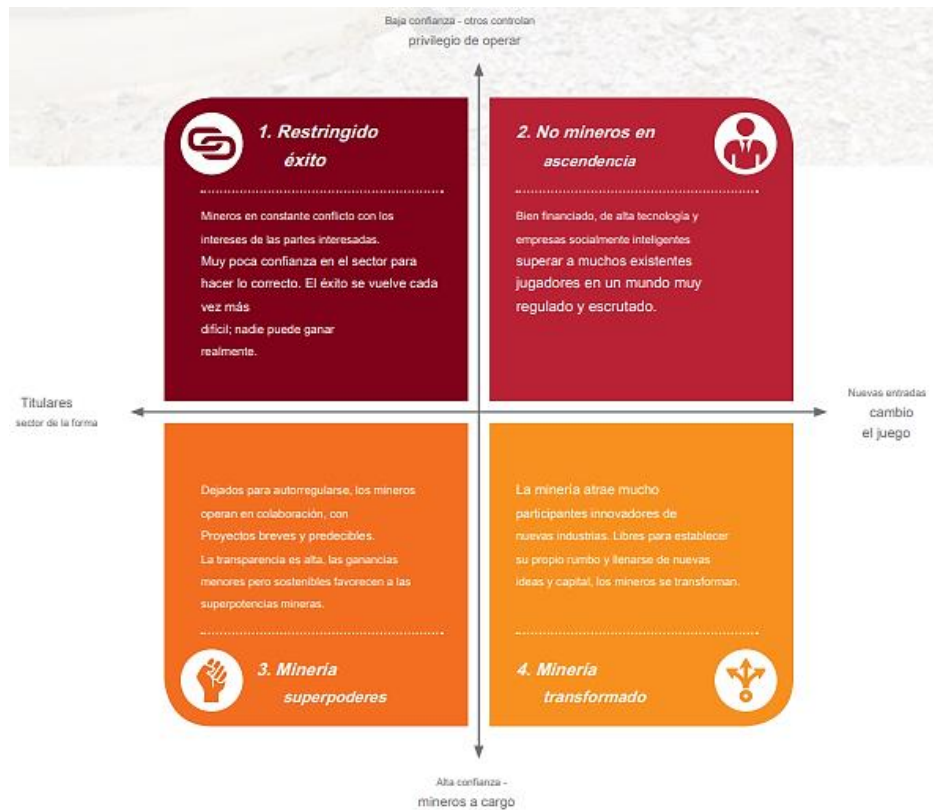 Baja confianza - otros controlan
privilegio de operar
1. Restringido
éxito
Mineros en constante conflicto con los
intereses de las partes interesadas.
Muy poca confianza en el sector para
hacer lo correcto. El éxito se vuelve cada
vez más
difícil; nadie puede ganar
realmente.
2. No mineros en
ascendencia
Bien financiado, de alta tecnología y
empresas socialmente inteligentes
superar a muchos existentes
jugadores en un mundo muy
regulado y escrutado.
Titulares
sector de la forma
Nuevas entradas
cambio
el juego
Dejados para autorregularse, los mineros
operan en colaboración, con
Proyectos breves y predecibles.
La transparencia es alta, las ganancias
menores pero sostenibles favorecen a las
superpotencias mineras.
3. Minería
superpoderes
La minería atrae mucho
participantes innovadores de
nuevas industrias. Libres para establecer
su propio rumbo y llenarse de nuevas
ideas y capital, los mineros se transforman.
4. Minería
transformado
Alta confianza -
mineros a cargo